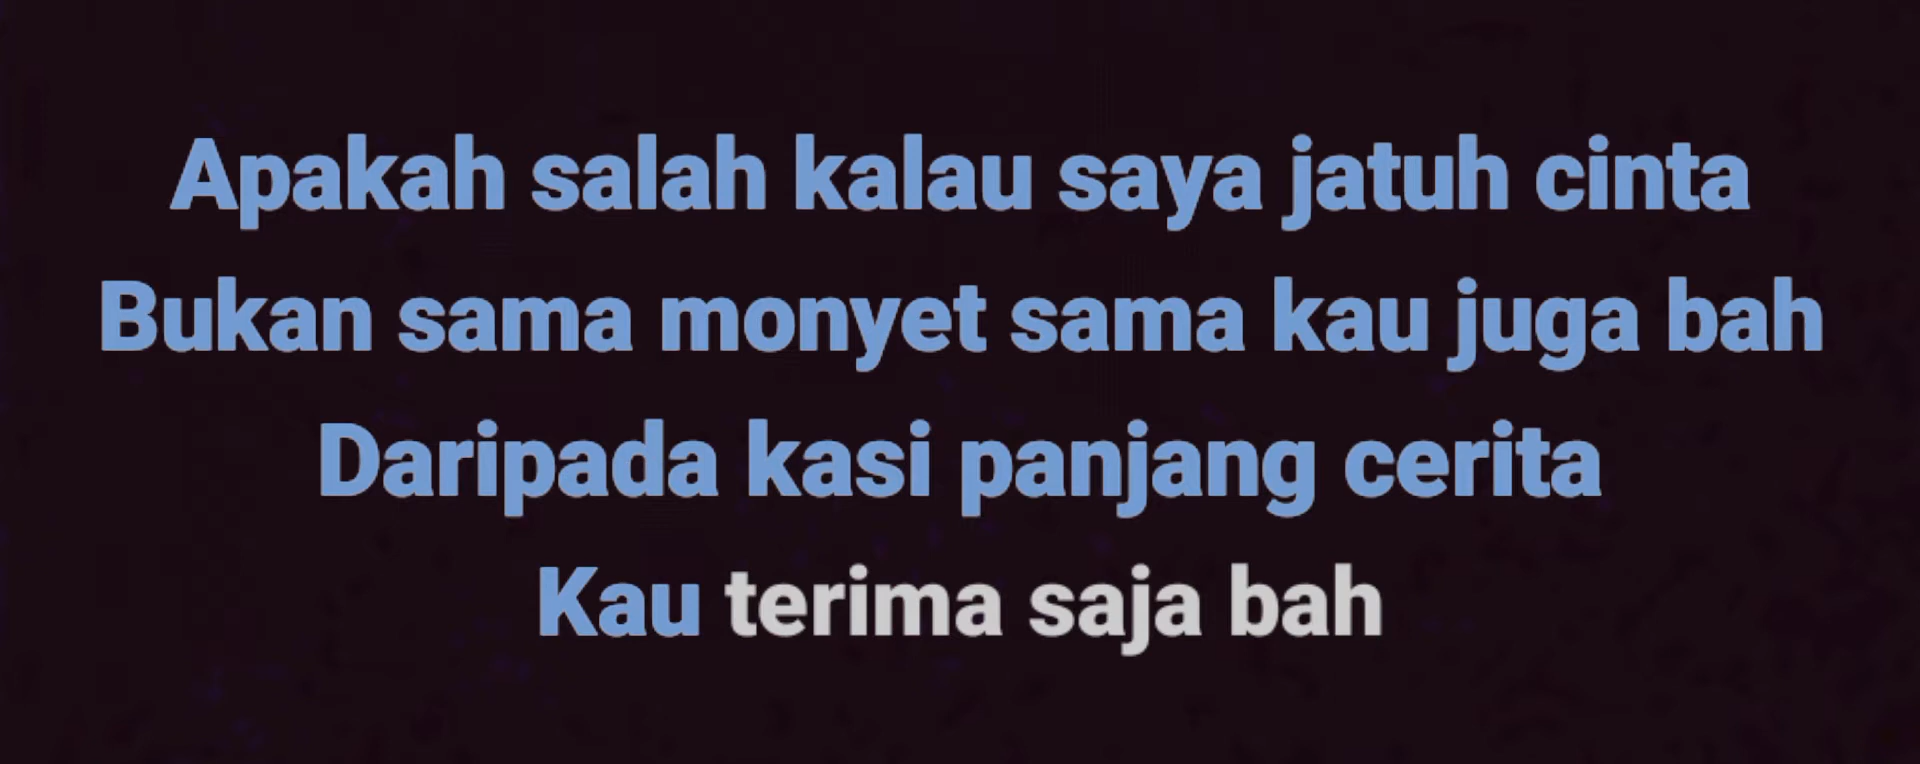 Apakah salah kalau saya jatuh cinta
Bukan sama monyet sama kau juga bah
Daripada kasi panjang cerita
Kau terima saja bah